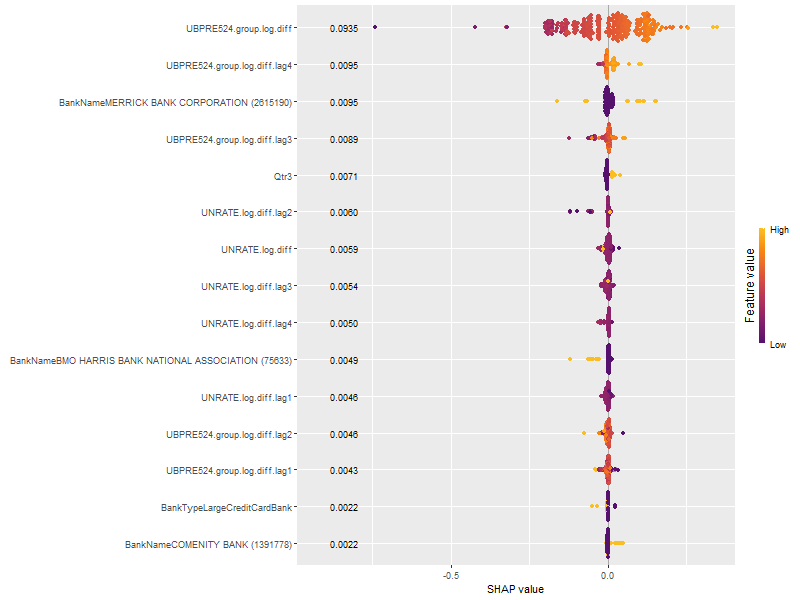 UBPRE524.group.log.diff 0.0935
UBPRE524.group.log.diff.lag4 0.0095
BankNameMERRICK BANK CORPORATION (2615190) 0.0095
UBPRE524.group.log.diff.lag3 0.0089
Qtr3 0.0071
UNRATE.log.diff.lag2 0.0060
UNRATE.log.diff 0.0059
UNRATE.log.diff.lag3 0.0054
UNRATE.log.diff.lag4 0.0050
BankNameBMO HARRIS BANK NATIONAL ASSOCIATION (75633) 0.0049
UNRATE.log.diff.lag1 0.0046
UBPRE524.group.log.diff.lag2 0.0046
UBPRE524.group.log.diff.lag1 0.0043
BankTypeLargeCreditCardBank 0.0022
BankNameCOMENITY BANK (1391778) 0.0022
-0.5 0.0
SHAP value
Feature value
High
Low